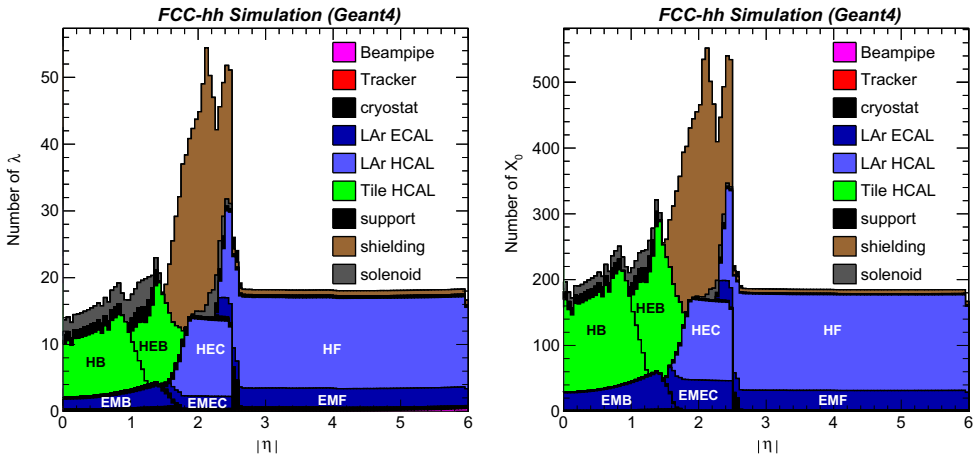 FCC-hh Simulation (Geant4)
Number of λ
50
40
30
20
10
0
Beampipe
Tracker
cryostat
LAr ECAL
LAr HCAL
Tile HCAL
support
shielding
solenoid
HB
HEB
HEC
HF
EMB
EMEC
EMF
0 1 2 3 4 5 6
|η|
FCC-hh Simulation (Geant4)
Number of X₀
500
400
300
200
100
0
Beampipe
Tracker
cryostat
LAr ECAL
LAr HCAL
Tile HCAL
support
shielding
solenoid
HB
HEB
HEC
HF
EMB
EMEC
EMF
0 1 2 3 4 5 6
|η|